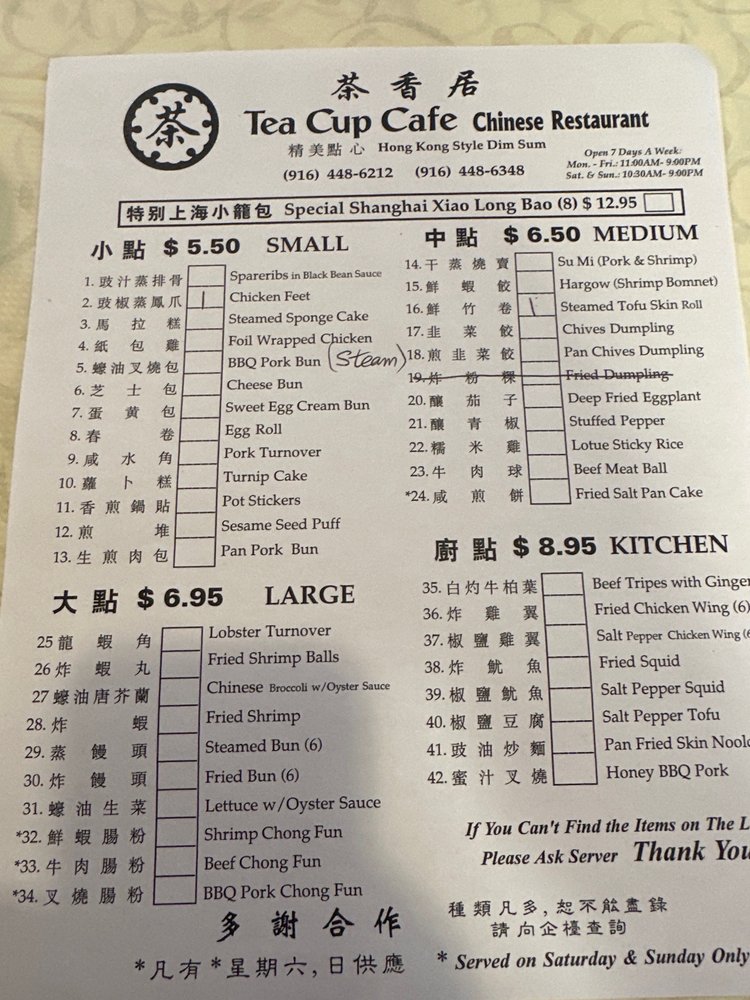 茶
茶香居
Tea Cup Cafe Chinese Restaurant
精美點心 Hong Kong Style Dim Sum
(916) 448-6212 (916) 448-6348
Open 7 Days A Week:
Mon. - Fri.: 11:00AM- 9:00PM
Sat. & Sun.: 10:30AM- 9:00PM
特别上海小籠包 Special Shanghai Xiao Long Bao (8) $ 12.95
小點 $ 5.50 SMALL
1. 豉汁蒸排骨 Spareribs in Black Bean Sauce
2. 豉椒蒸鳳爪 | Chicken Feet
3. 馬拉糕 Steamed Sponge Cake
4. 紙包雞 Foil Wrapped Chicken
5. 蠔油叉燒包 BBQ Pork Bun (Steam)
6. 芝士包 Cheese Bun
7. 蛋黃包 Sweet Egg Cream Bun
8. 春卷 Egg Roll
9. 咸水角 Pork Turnover
10. 蘿卜糕 Turnip Cake
11. 香煎鍋貼 Pot Stickers
12. 煎堆 Sesame Seed Puff
13. 生煎肉包 Pan Pork Bun
中點 $ 6.50 MEDIUM
14. 干蒸燒賣 Su Mi (Pork & Shrimp)
15. 鮮蝦餃 Hargow (Shrimp Bomnet)
16. 鮮竹卷 \ Steamed Tofu Skin Roll
17. 韭菜餃 Chives Dumpling
18. 煎韭菜餃 Pan Chives Dumpling
19. 炸粉粿 Fried Dumpling
20. 釀茄子 Deep Fried Eggplant
21. 釀青椒 Stuffed Pepper
22. 糯米雞 Lotue Sticky Rice
23. 牛肉球 Beef Meat Ball
*24. 咸煎餅 Fried Salt Pan Cake
大點 $ 6.95 LARGE
25 龍蝦角 Lobster Turnover
26 炸蝦丸 Fried Shrimp Balls
27 蠔油唐芥蘭 Chinese Broccoli w/Oyster Sauce
28. 炸蝦 Fried Shrimp
29. 蒸饅頭 Steamed Bun (6)
30. 炸饅頭 Fried Bun (6)
31. 蠔油生菜 Lettuce w/Oyster Sauce
*32. 鮮蝦腸粉 Shrimp Chong Fun
*33. 牛肉腸粉 Beef Chong Fun
*34. 叉燒腸粉 BBQ Pork Chong Fun
廚點 $ 8.95 KITCHEN
35. 白灼牛柏葉 Beef Tripes with Ginger
36. 炸雞翼 Fried Chicken Wing (6)
37. 椒鹽雞翼 Salt Pepper Chicken Wing (6
38. 炸魷魚 Fried Squid
39. 椒鹽魷魚 Salt Pepper Squid
40. 椒鹽豆腐 Salt Pepper Tofu
41. 豉油炒麵 Pan Fried Skin Noodl
42. 蜜汁叉燒 Honey BBQ Pork
If You Can't Find the Items on The L
Please Ask Server Thank You
多謝合作
種類凡多,恕不能盡錄
請向企檯查詢
*凡有*星期六,日供應
* Served on Saturday & Sunday Only